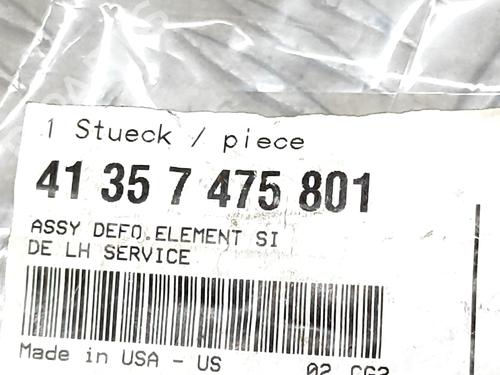 1 Stueck / piece
41 35 7 475 801
ASSY DEFO.ELEMENT SI
DE LH SERVICE
Made in USA - US 02